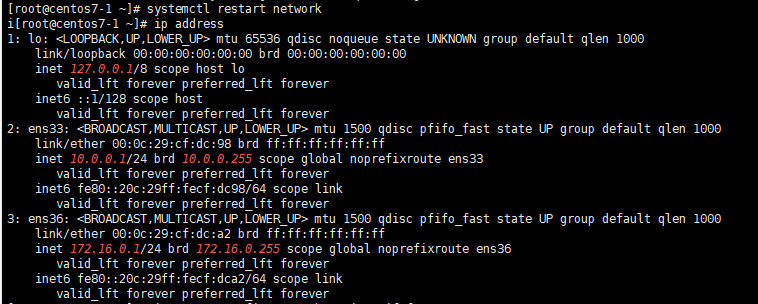 [root@centos7-1 ~]# systemctl restart network
i[root@centos7-1 ~]# ip address
1: lo: <LOOPBACK,UP,LOWER_UP> mtu 65536 qdisc noqueue state UNKNOWN group default qlen 1000
link/loopback 00:00:00:00:00:00 brd 00:00:00:00:00:00
inet 127.0.0.1/8 scope host lo
valid_lft forever preferred_lft forever
inet6 ::1/128 scope host
valid_lft forever preferred_lft forever
2: ens33: <BROADCAST,MULTICAST,UP,LOWER_UP> mtu 1500 qdisc pfifo_fast state UP group default qlen 1000
link/ether 00:0c:29:cf:dc:98 brd ff:ff:ff:ff:ff:ff
inet 10.0.0.1/24 brd 10.0.0.255 scope global noprefixroute ens33
valid_lft forever preferred_lft forever
inet6 fe80::20c:29ff:fecf:dc98/64 scope link
valid_lft forever preferred_lft forever
3: ens36: <BROADCAST,MULTICAST,UP,LOWER_UP> mtu 1500 qdisc pfifo_fast state UP group default qlen 1000
link/ether 00:0c:29:cf:dc:a2 brd ff:ff:ff:ff:ff:ff
inet 172.16.0.1/24 brd 172.16.0.255 scope global noprefixroute ens36
valid_lft forever preferred_lft forever
inet6 fe80::20c:29ff:fecf:dca2/64 scope link
valid_lft forever preferred_lft forever